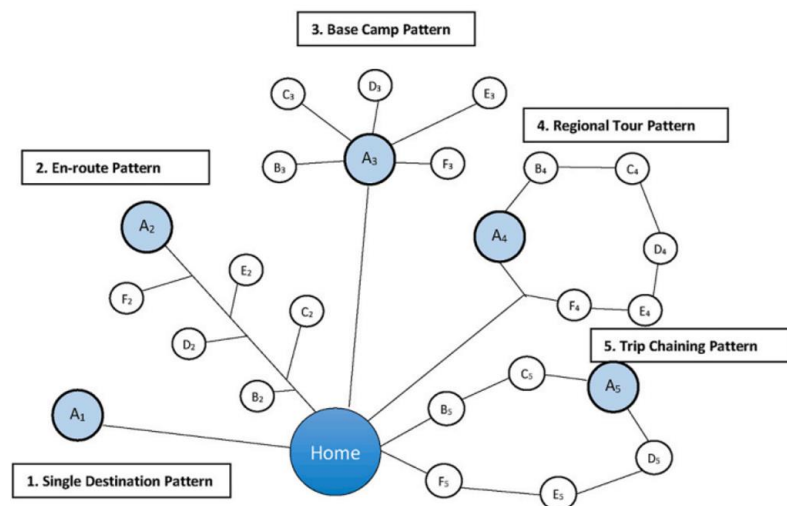 3. Base Camp Pattern
C₃
D₃
E₃
B₃
A₃
F₃
4. Regional Tour Pattern
B₄
C₄
A₄
D₄
F₄
E₄
2. En-route Pattern
A₂
E₂
F₂
C₂
D₂
B₂
5. Trip Chaining Pattern
C₅
A₅
B₅
D₅
F₅
E₅
A₁
Home
1. Single Destination Pattern